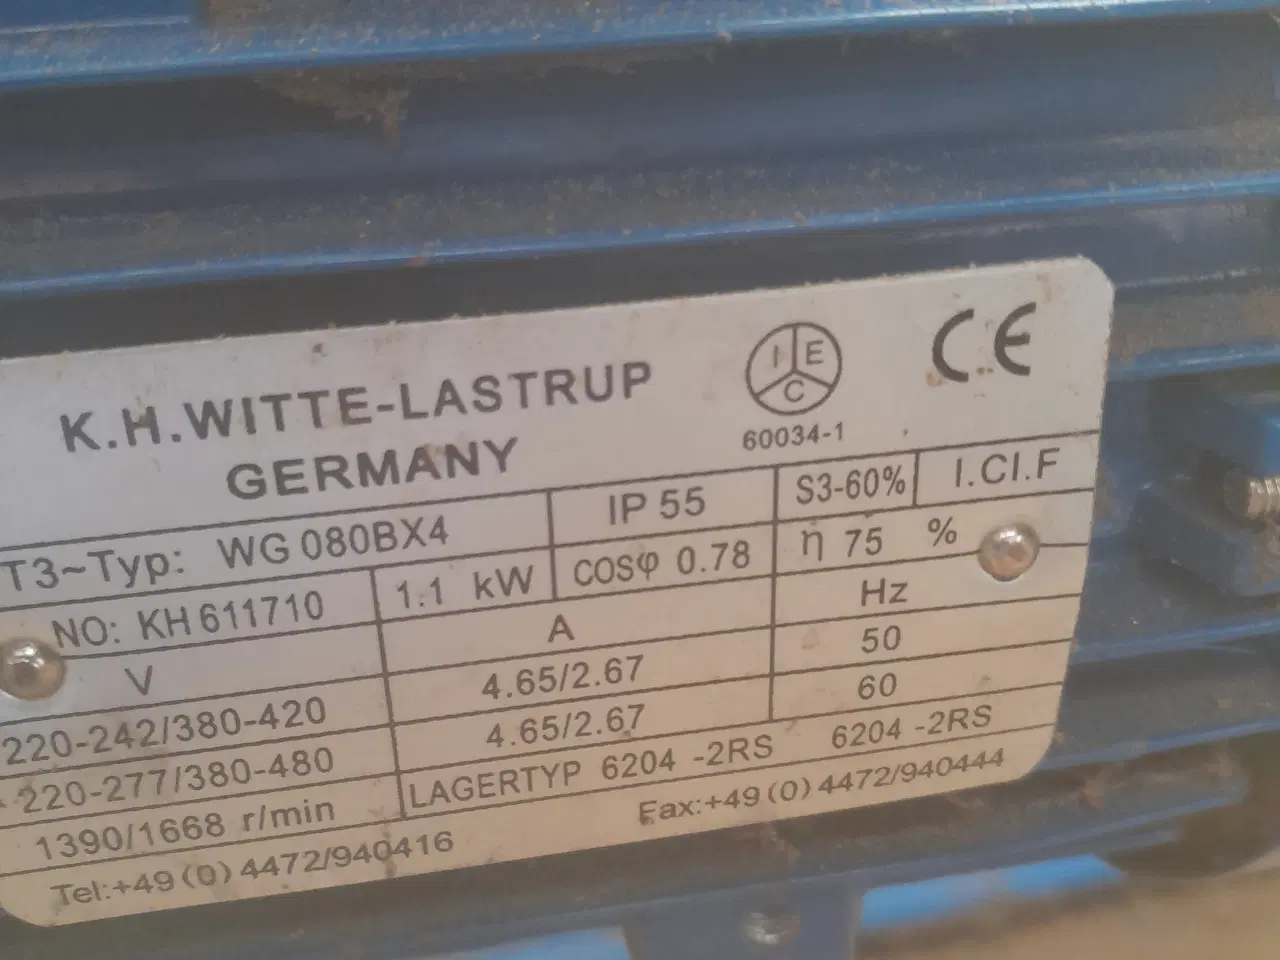 K.H.WITTE-LASTRUP
GERMANY
I E C
60034-1
CE
T3~Typ: WG 080BX4 IP 55 S3-60% I.Cl.F
NO: KH 611710 1.1 kW COSφ 0.78 η 75 %
V A Hz
220-242/380-420 4.65/2.67 50
220-277/380-480 4.65/2.67 60
1390/1668 r/min LAGERTYP 6204 -2RS 6204 -2RS
Tel:+49(0)4472/940416 Fax:+49(0)4472/940444